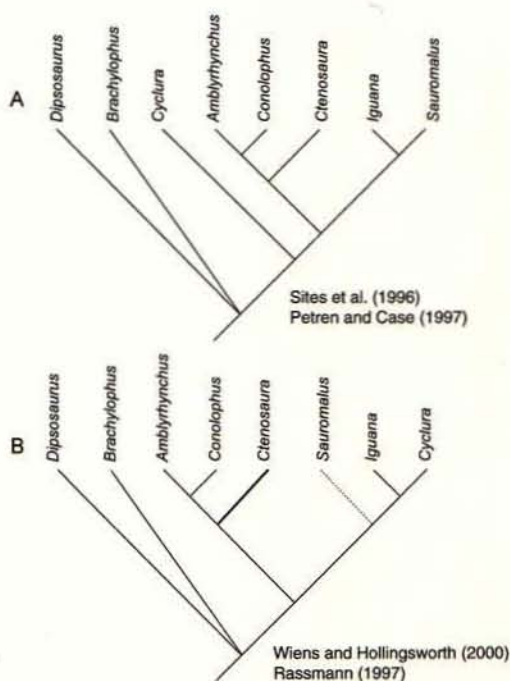 A
Dipsosaurus
Brachylophus
Cyclura
Amblyrhynchus
Conolophus
Ctenosaura
Iguana
Sauromalus
Sites et al. (1996)
Petren and Case (1997)
B
Dipsosaurus
Brachylophus
Amblyrhynchus
Conolophus
Ctenosaura
Sauromalus
Iguana
Cyclura
Wiens and Hollingsworth (2000)
Rassmann (1997)